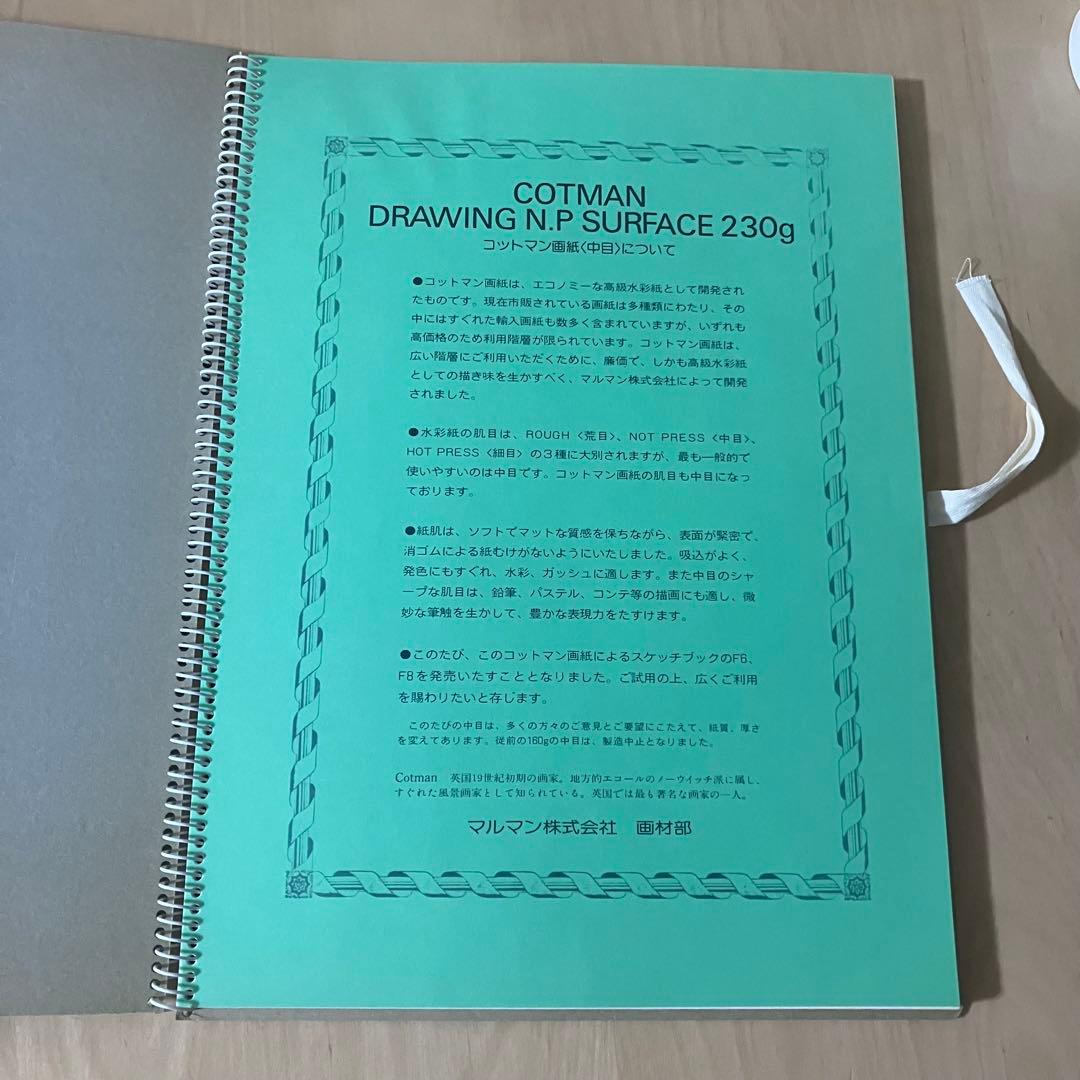 COTMAN
DRAWING N.P SURFACE 230g
コットマン画紙〈中目〉について
●コットマン画紙は、エコノミーな高級水彩紙として開発され
たものです。現在市販されている画紙は多種類にわたり、その
中にはすぐれた輸入画紙も数多く含まれていますが、いずれも
高価格のため利用階層が限られています。コットマン画紙は、
広い階層にご利用いただくために、廉価で、しかも高級水彩紙
としての描き味を生かすべく、マルマン株式会社によって開発
されました。
●水彩紙の肌目は、ROUGH〈荒目〉、NOT PRESS〈中目〉、
HOT PRESS〈細目〉の3種に大別されますが、最も一般的で
使いやすいのは中目です。コットマン画紙の肌目も中目になっ
ております。
●紙肌は、ソフトでマットな質感を保ちながら、表面が緊密で、
消ゴムによる紙むけがないようにいたしました。吸込がよく、
発色にもすぐれ、水彩、ガッシュに適します。また中目のシャ
ープな肌目は、鉛筆、パステル、コンテ等の描画にも適し、微
妙な筆触を生かして、豊かな表現力をたすけます。
●このたび、このコットマン画紙によるスケッチブックのF6、
F8を発売いたすこととなりました。ご試用の上、広くご利用
を賜わりたいと存じます。
このたびの中目は、多くの方々のご意見とご要望にこたえて、紙質、厚さ
を変えてあります。従前の160gの中目は、製造中止となりました。
Cotman 英国19世紀初期の画家。地方的エコールのノーウイッチ派に属し、
すぐれた風景画家として知られている。英国では最も著名な画家の一人。
マルマン株式会社 画材部